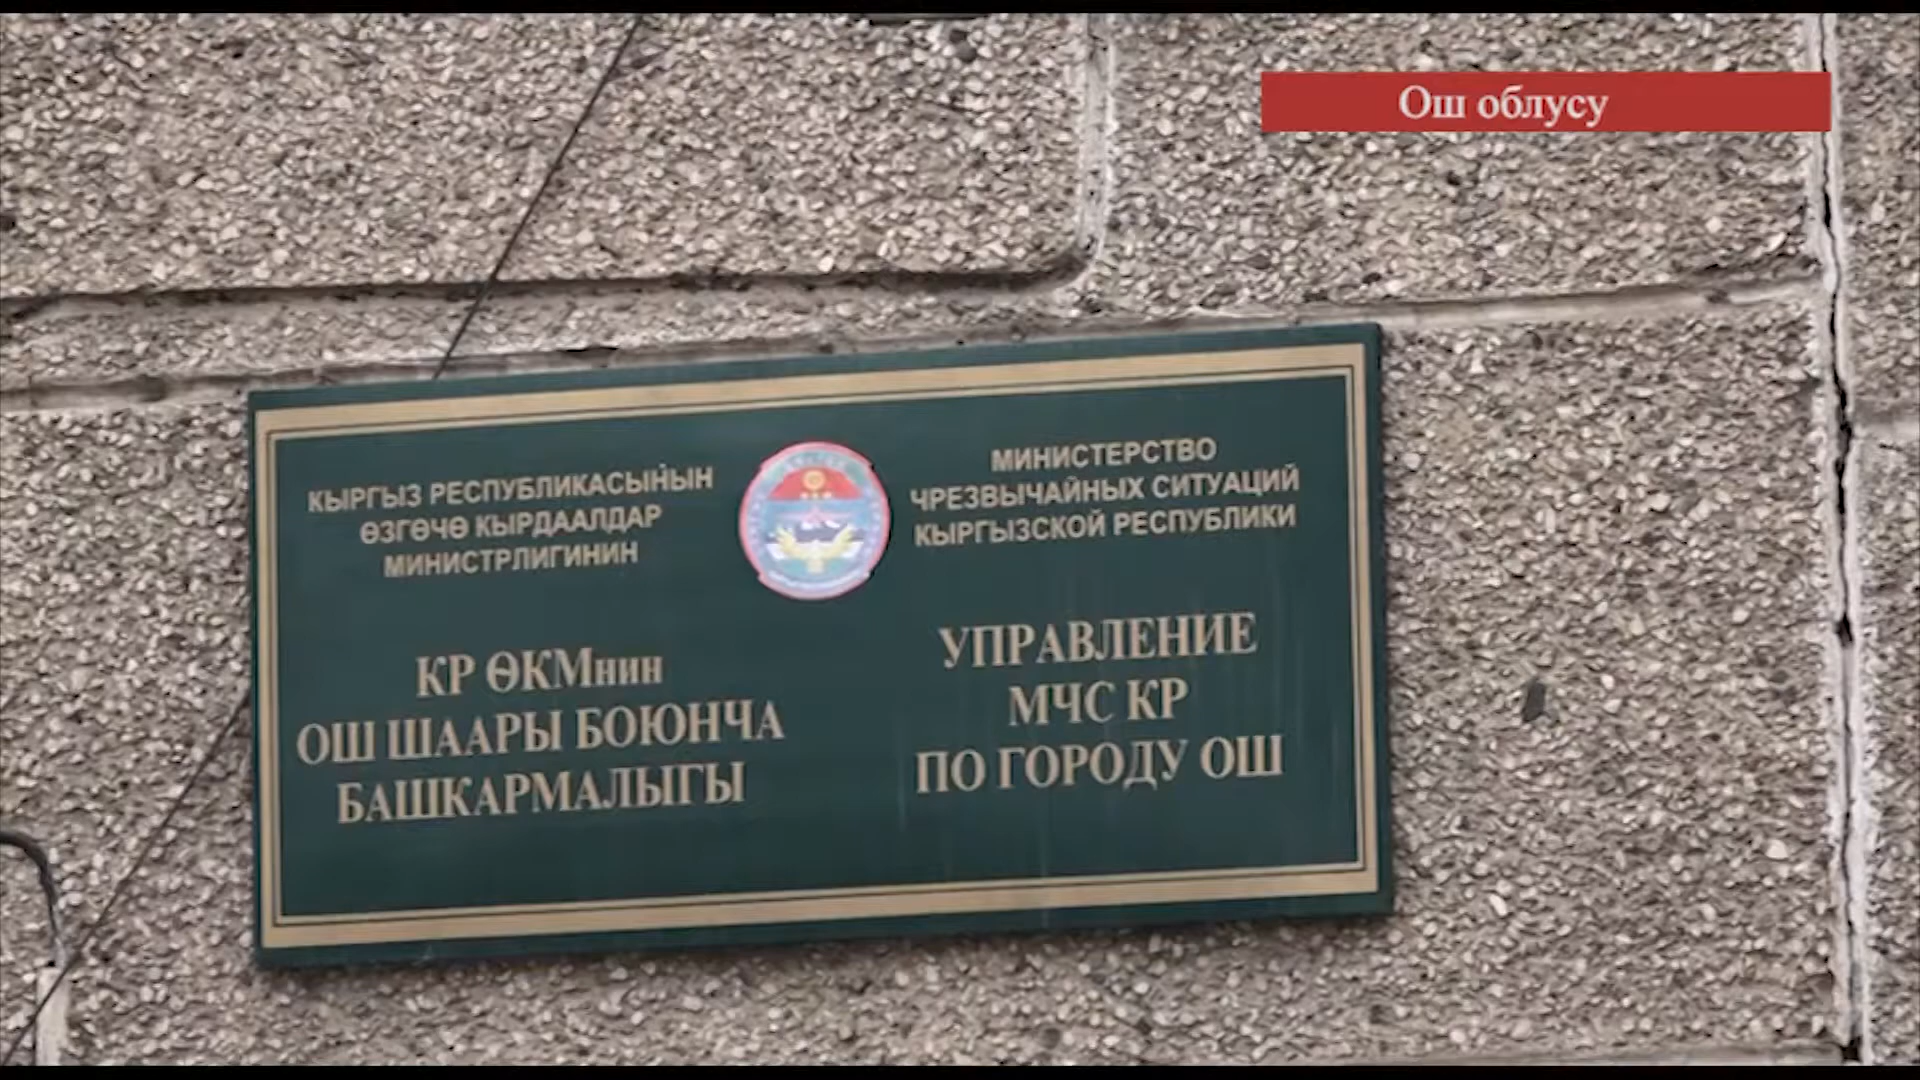 Ош облусу
КЫРГЫЗ РЕСПУБЛИКАСЫНЫН
ӨЗГӨЧӨ КЫРДААЛДАР
МИНИСТРЛИГИНИН
МИНИСТЕРСТВО
ЧРЕЗВЫЧАЙНЫХ СИТУАЦИЙ
КЫРГЫЗСКОЙ РЕСПУБЛИКИ
КР ӨКМнин
ОШ ШААРЫ БОЮНЧА
БАШКАРМАЛЫГЫ
УПРАВЛЕНИЕ
МЧС КР
ПО ГОРОДУ ОШ